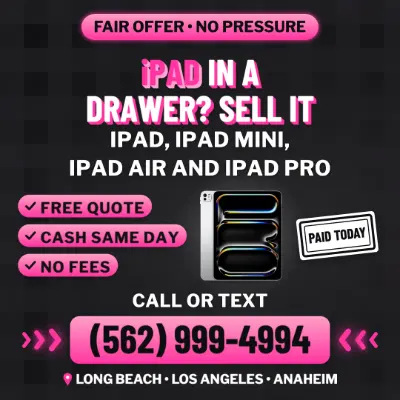 FAIR OFFER • NO PRESSURE
iPAD IN A
DRAWER? SELL IT
IPAD, IPAD MINI,
IPAD AIR AND IPAD PRO
FREE QUOTE
CASH SAME DAY
NO FEES
PAID TODAY
CALL OR TEXT
(562) 999-4994
LONG BEACH • LOS ANGELES • ANAHEIM